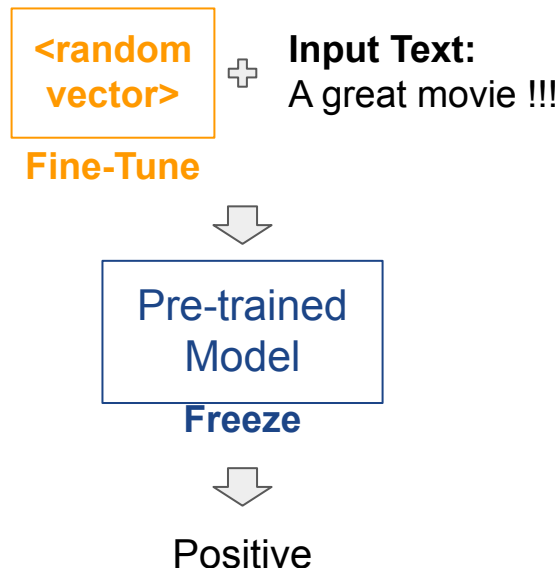 <random
vector>
Input Text:
A great movie !!!
Fine-Tune
Pre-trained
Model
Freeze
Positive